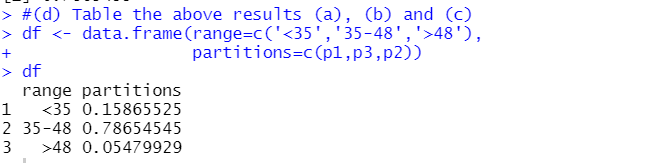 > #(d) Table the above results (a), (b) and (c)
> df <- data.frame(range=c('<35','35-48','>48'),
+                  partitions=c(p1,p3,p2))
> df
  range partitions
1   <35 0.15865525
2 35-48 0.78654545
3   >48 0.05479929